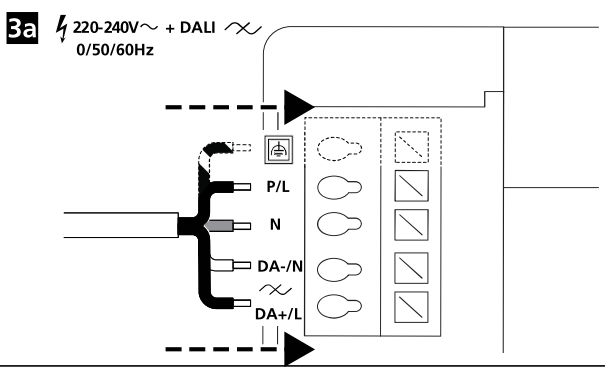 3a
220-240V~ + DALI
0/50/60Hz
P/L
N
DA-/N
DA+/L